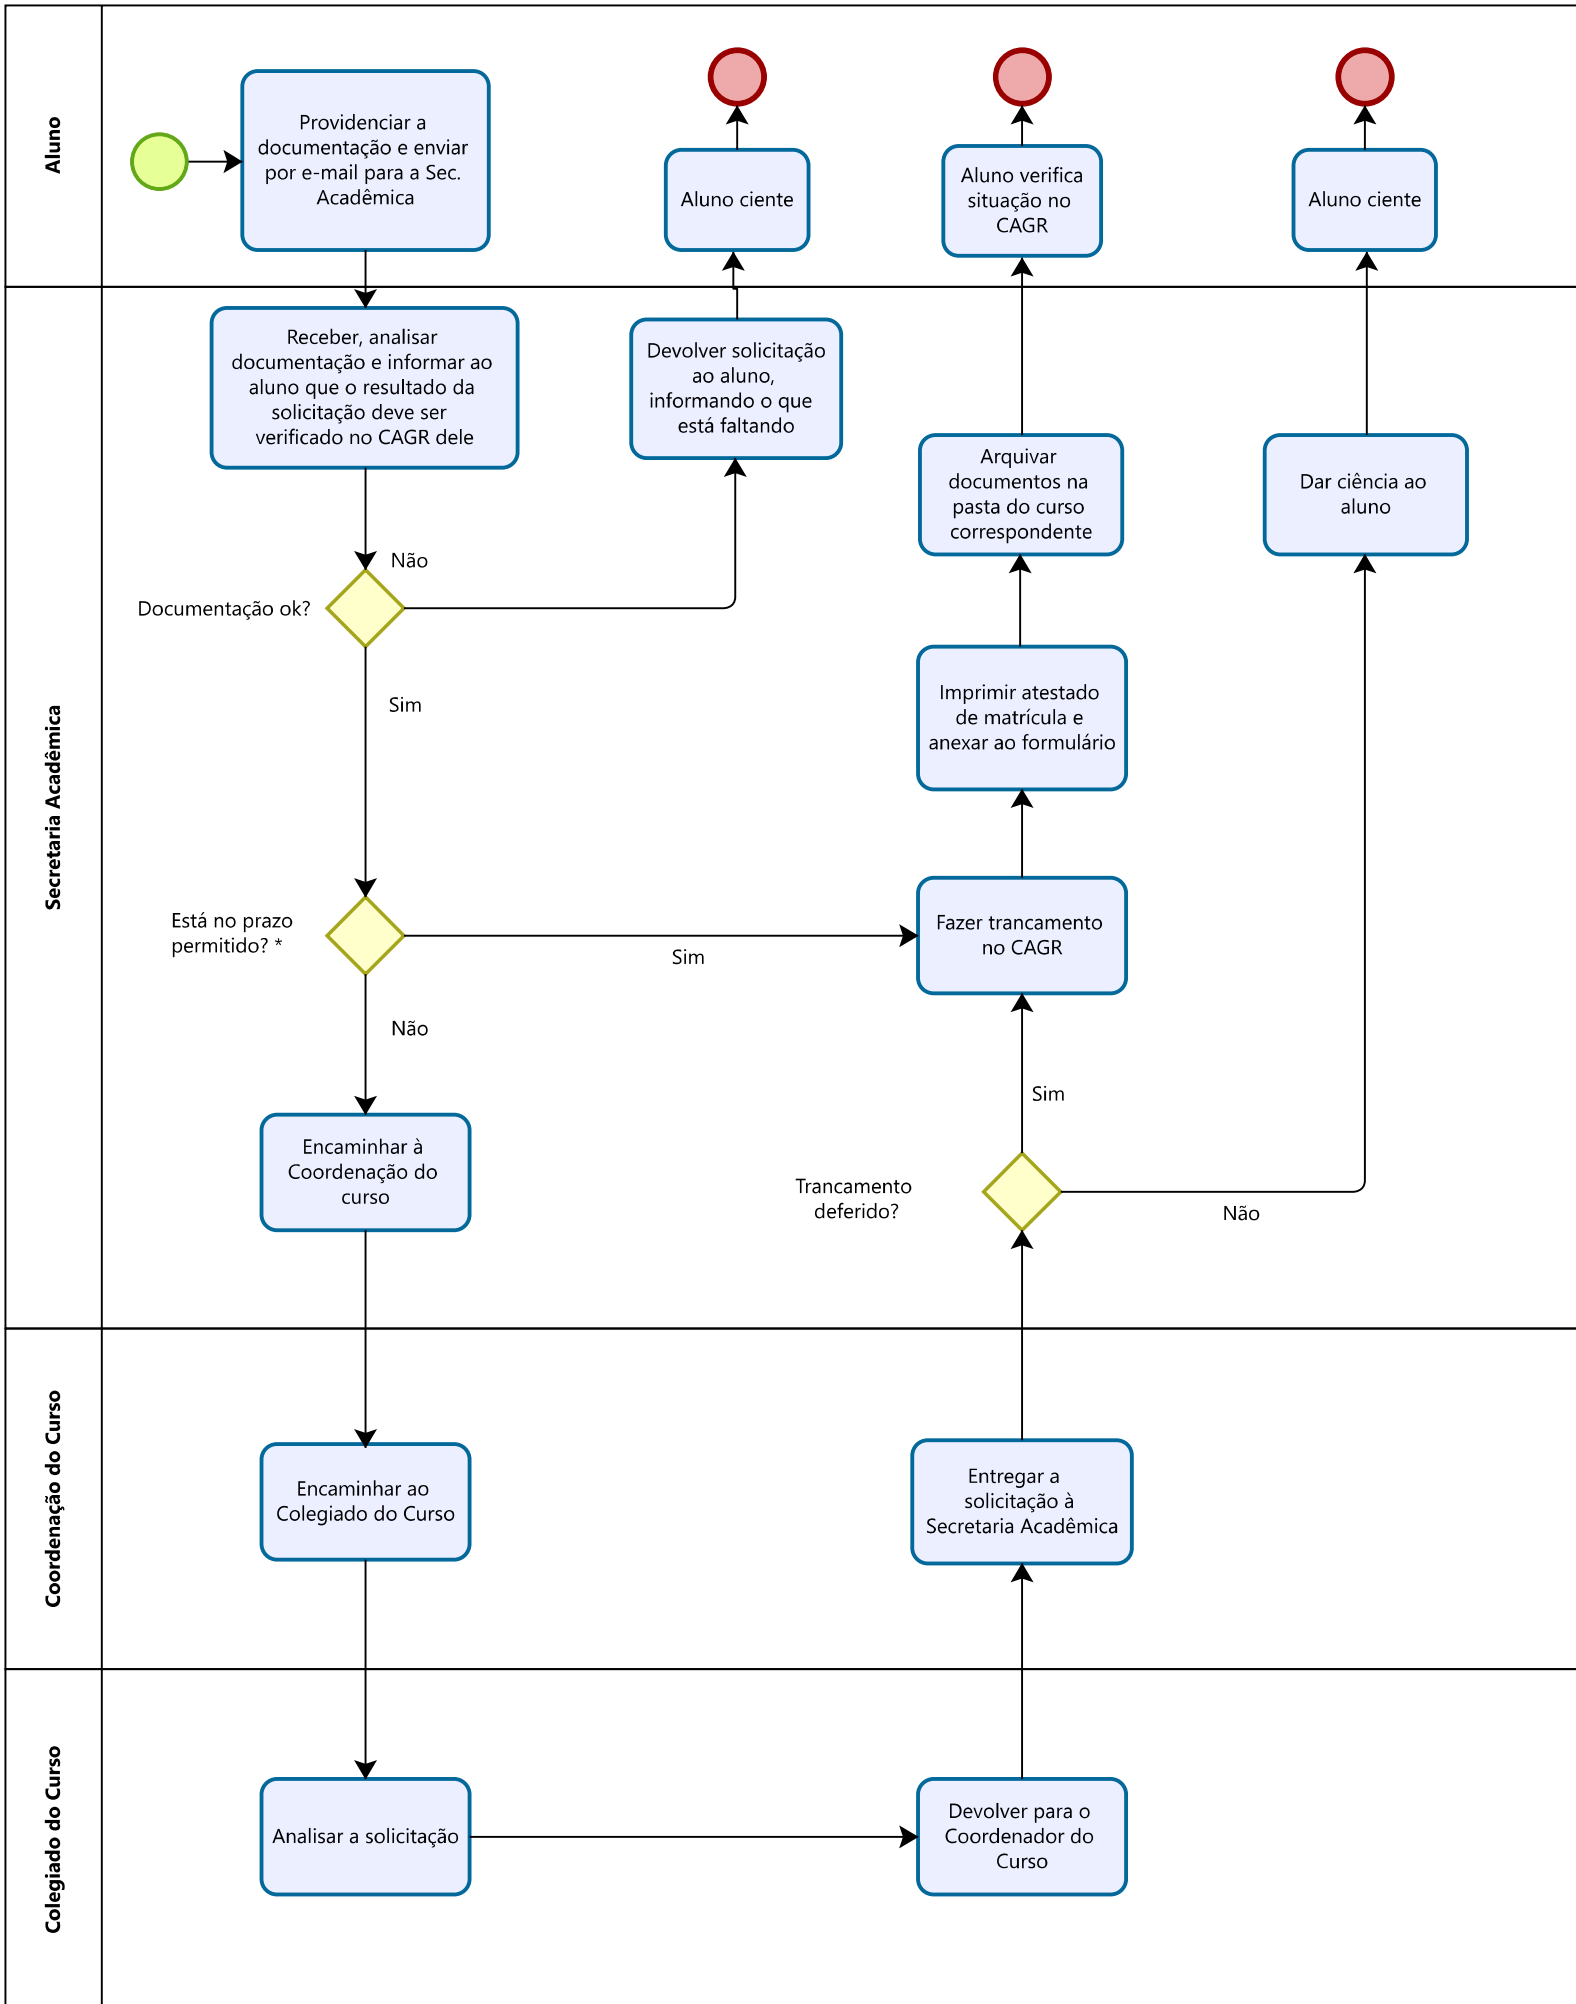 Aluno
Providenciar a
documentação e enviar
por e-mail para a Sec.
Acadêmica
Aluno ciente
Aluno verifica
situação no
CAGR
Aluno ciente
Secretaria Acadêmica
Receber, analisar
documentação e informar ao
aluno que o resultado da
solicitação deve ser
verificado no CAGR dele
Devolver solicitação
ao aluno,
informando o que
está faltando
Arquivar
documentos na
pasta do curso
correspondente
Dar ciência ao
aluno
Não
Documentação ok?
Sim
Imprimir atestado
de matrícula e
anexar ao formulário
Está no prazo
permitido? *
Sim
Fazer trancamento
no CAGR
Não
Sim
Encaminhar à
Coordenação do
curso
Trancamento
deferido?
Não
Coordenação do Curso
Encaminhar ao
Colegiado do Curso
Entregar a
solicitação à
Secretaria Acadêmica
Colegiado do Curso
Analisar a solicitação
Devolver para o
Coordenador do
Curso